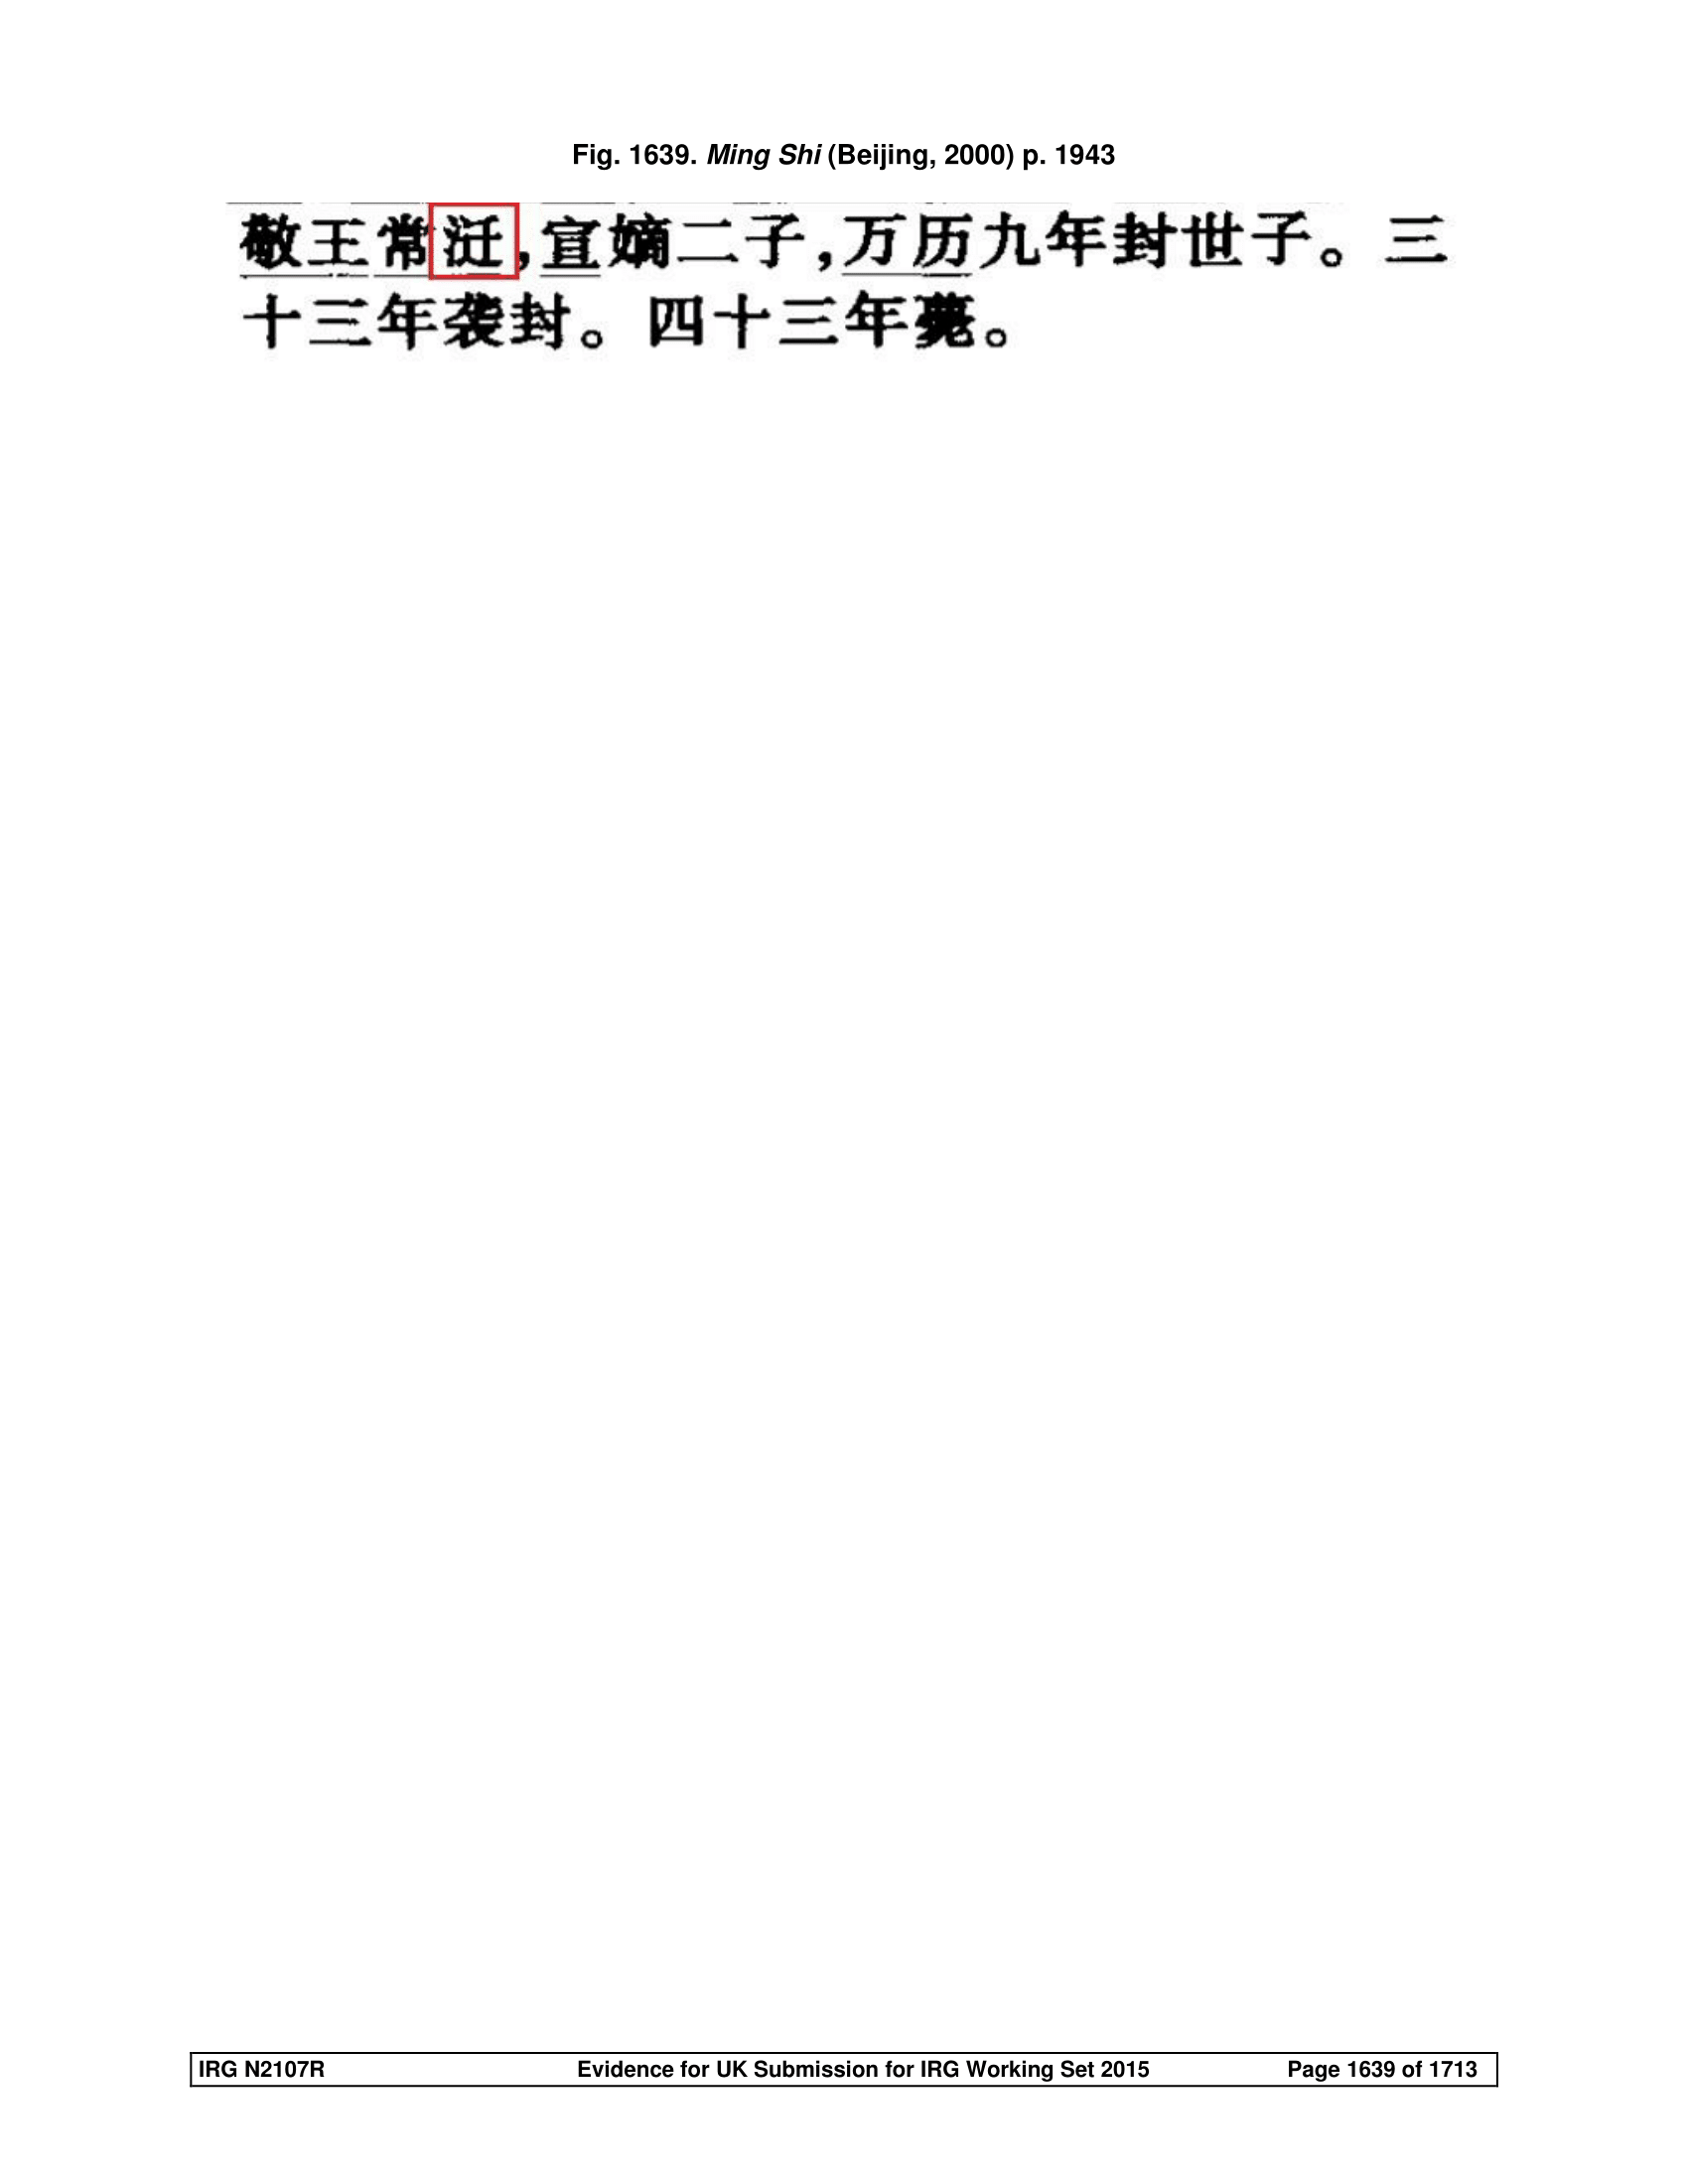 Fig. 1639. Ming Shi (Beijing, 2000) p. 1943
敬王常,宣嫡二子,万历九年封世子。三
十三年袭封。四十三年薨。
IRG N2107R Evidence for UK Submission for IRG Working Set 2015 Page 1639 of 1713